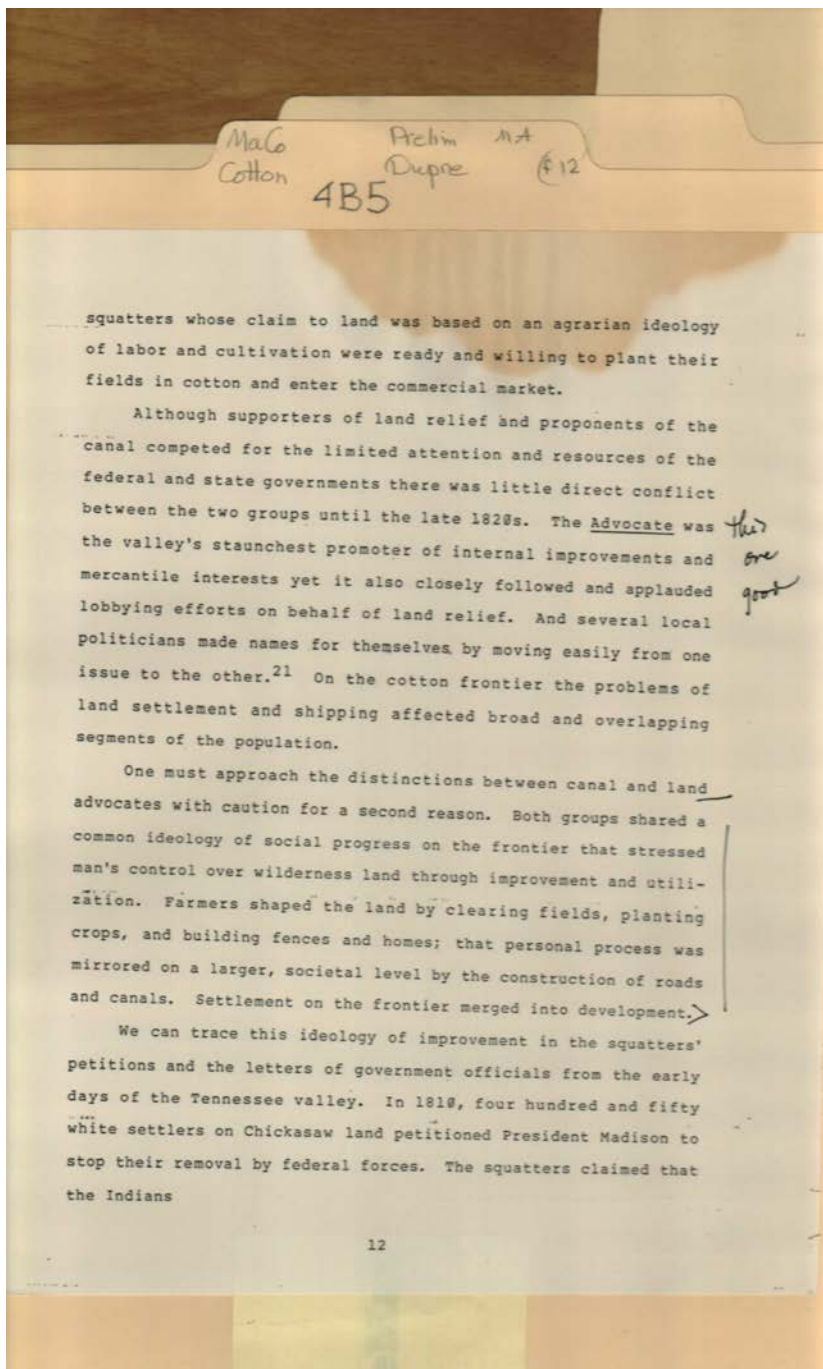 MaCo Prelim MA
Cotton Dupre $12
4B5
squatters whose claim to land was based on an agrarian ideology
of labor and cultivation were ready and willing to plant their
fields in cotton and enter the commercial market.
Although supporters of land relief and proponents of the
canal competed for the limited attention and resources of the
federal and state governments there was little direct conflict
between the two groups until the late 1820s. The Advocate was this
the valley's staunchest promoter of internal improvements and one
mercantile interests yet it also closely followed and applauded good
lobbying efforts on behalf of land relief. And several local
politicians made names for themselves by moving easily from one
issue to the other.21 On the cotton frontier the problems of
land settlement and shipping affected broad and overlapping
segments of the population.
One must approach the distinctions between canal and land
advocates with caution for a second reason. Both groups shared a
common ideology of social progress on the frontier that stressed
man's control over wilderness land through improvement and utili-
zation. Farmers shaped the land by clearing fields, planting
crops, and building fences and homes; that personal process was
mirrored on a larger, societal level by the construction of roads
and canals. Settlement on the frontier merged into development.
We can trace this ideology of improvement in the squatters'
petitions and the letters of government officials from the early
days of the Tennessee valley. In 1810, four hundred and fifty
white settlers on Chickasaw land petitioned President Madison to
stop their removal by federal forces. The squatters claimed that
the Indians
12